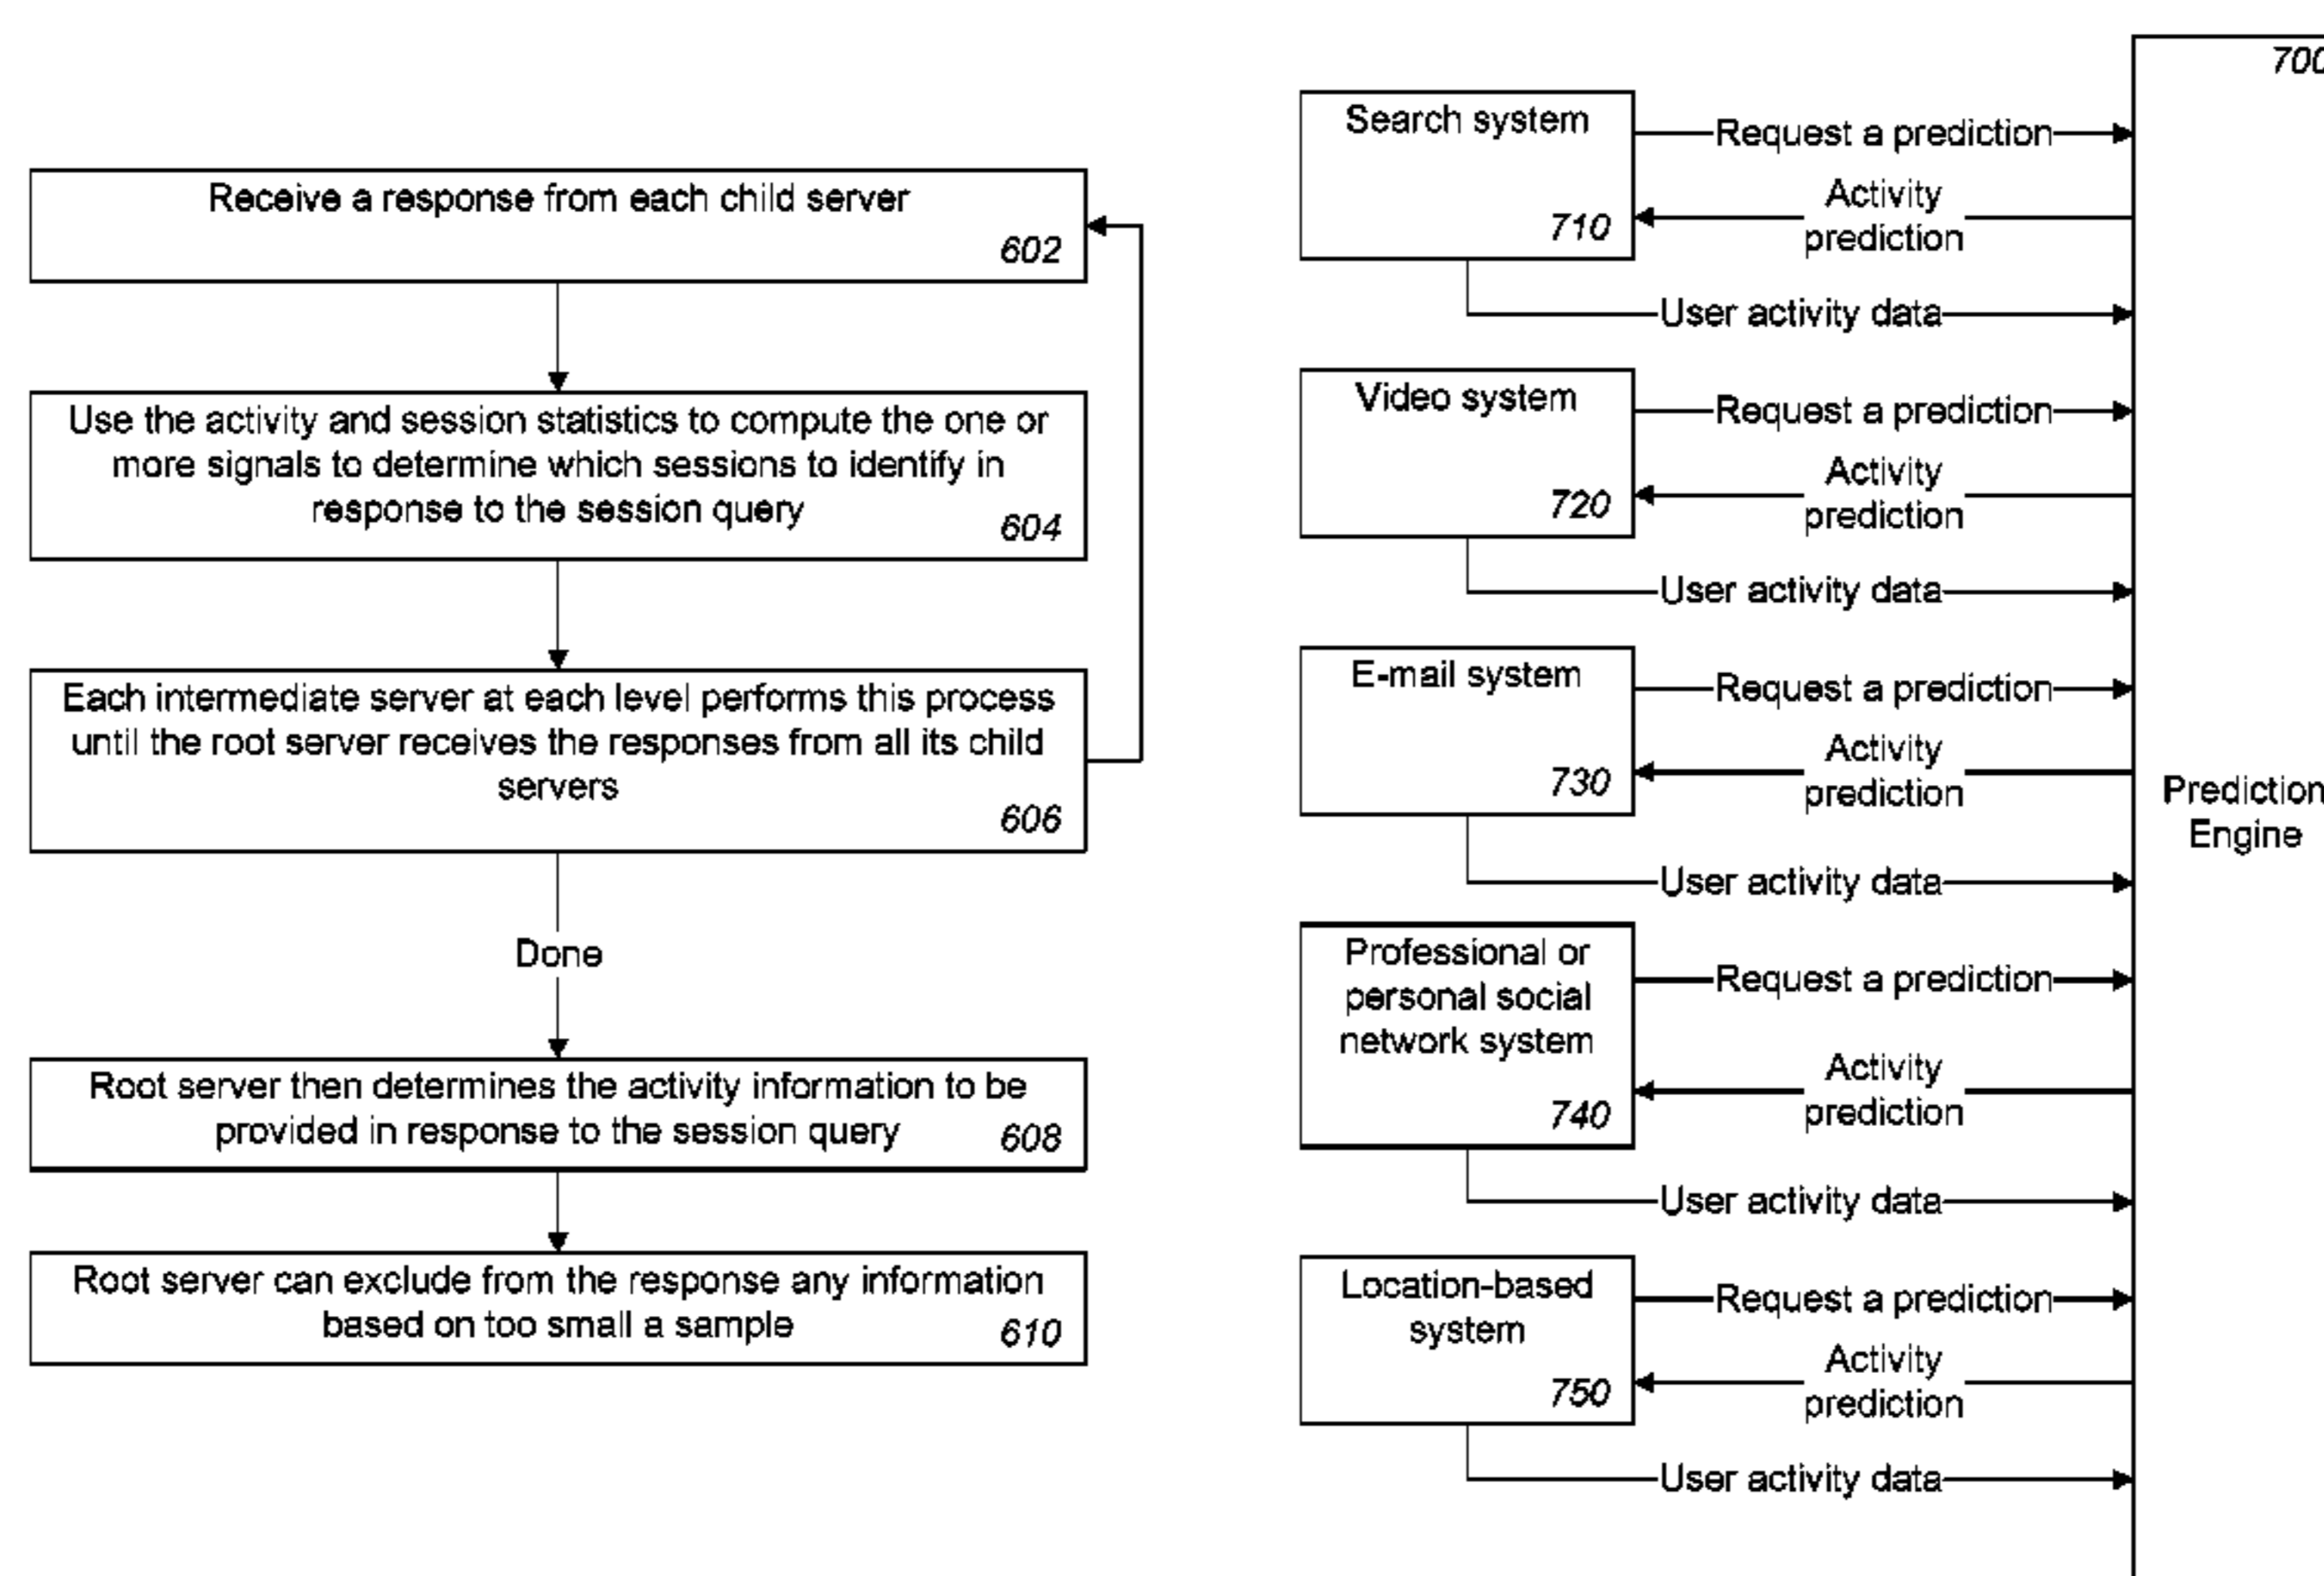 Receive a response from each child server
602
Use the activity and session statistics to compute the one or
more signals to determine which sessions to identify in
response to the session query
604
Each intermediate server at each level performs this process
until the root server receives the responses from all its child
servers
606
Done
Root server then determines the activity information to be
provided in response to the session query
608
Root server can exclude from the response any information
based on too small a sample
610
700
Search system
710
Request a prediction
Activity
prediction
User activity data
Video system
720
Request a prediction
Activity
prediction
User activity data
E-mail system
730
Request a prediction
Activity
prediction
User activity data
Prediction
Engine
Professional or
personal social
network system
740
Request a prediction
Activity
prediction
User activity data
Location-based
system
750
Request a prediction
Activity
prediction
User activity data